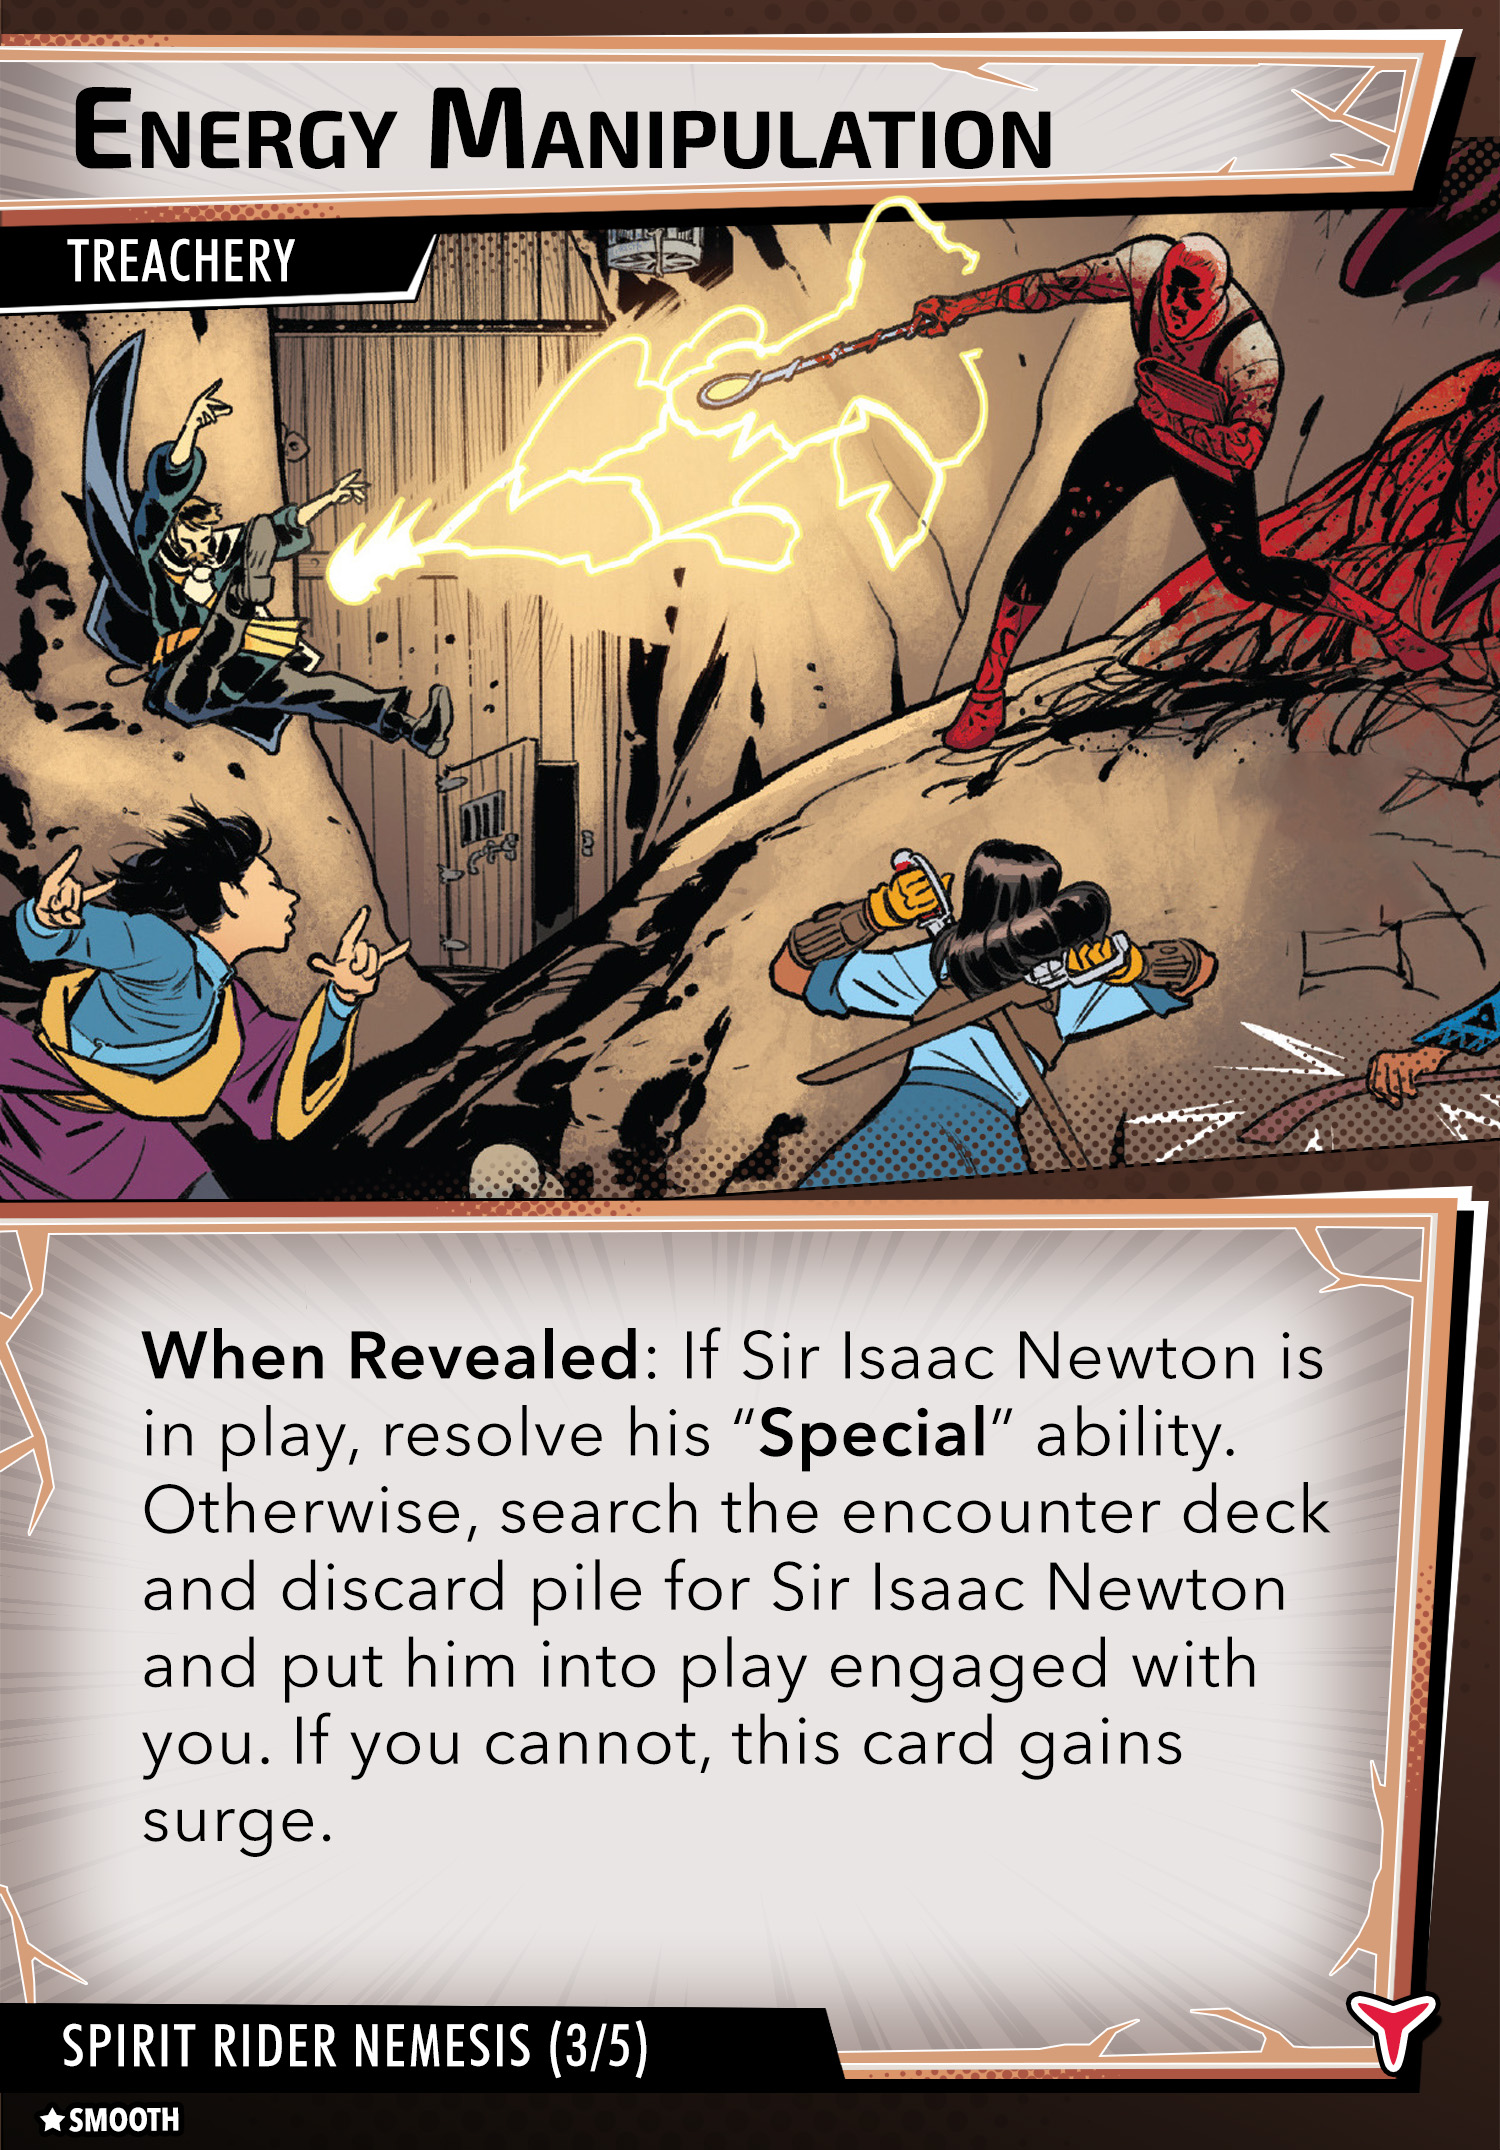 ENERGY MANIPULATION
TREACHERY
When Revealed: If Sir Isaac Newton is
in play, resolve his “Special” ability.
Otherwise, search the encounter deck
and discard pile for Sir Isaac Newton
and put him into play engaged with
you. If you cannot, this card gains
surge.
SPIRIT RIDER NEMESIS (3/5)
★SMOOTH